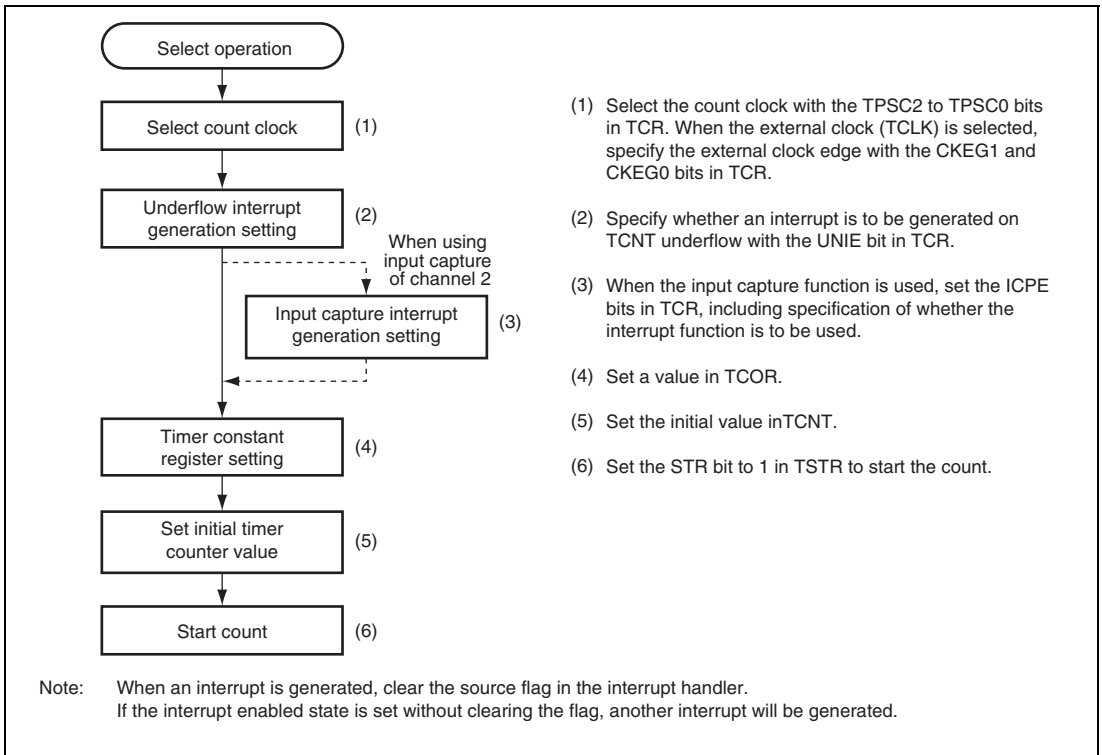 Select operation
Select count clock
(1)
Underflow interrupt
generation setting
(2)
When using
input capture
of channel 2
Input capture interrupt
generation setting
(3)
Timer constant
register setting
(4)
Set initial timer
counter value
(5)
Start count
(6)
(1) Select the count clock with the TPSC2 to TPSC0 bits
in TCR. When the external clock (TCLK) is selected,
specify the external clock edge with the CKEG1 and
CKEG0 bits in TCR.
(2) Specify whether an interrupt is to be generated on
TCNT underflow with the UNIE bit in TCR.
(3) When the input capture function is used, set the ICPE
bits in TCR, including specification of whether the
interrupt function is to be used.
(4) Set a value in TCOR.
(5) Set the initial value inTCNT.
(6) Set the STR bit to 1 in TSTR to start the count.
Note: When an interrupt is generated, clear the source flag in the interrupt handler.
If the interrupt enabled state is set without clearing the flag, another interrupt will be generated.